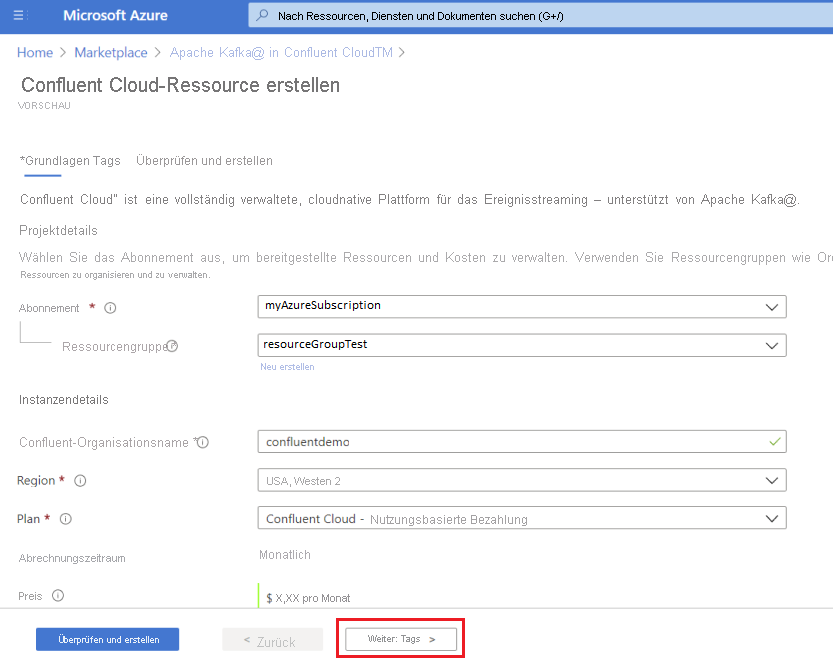 Microsoft Azure
Nach Ressourcen, Diensten und Dokumenten suchen (G+/)
Home > Marketplace > Apache Kafka@ in Confluent CloudTM >
Confluent Cloud-Ressource erstellen
VORSCHAU
*Grundlagen Tags Überprüfen und erstellen
Confluent Cloud" ist eine vollständig verwaltete, cloudnative Plattform für das Ereignisstreaming – unterstützt von Apache Kafka@.
Projektdetails
Wählen Sie das Abonnement aus, um bereitgestellte Ressourcen und Kosten zu verwalten. Verwenden Sie Ressourcengruppen wie Or
Ressourcen zu organisieren und zu verwalten.
Abonnement * myAzureSubscription
Ressourcengruppe resourceGroupTest
Neu erstellen
Instanzendetails
Confluent-Organisationsname * confluentdemo
Region * USA, Westen 2
Plan * Confluent Cloud - Nutzungsbasierte Bezahlung
Abrechnungszeitraum Monatlich
Preis $ X,XX pro Monat
Überprüfen und erstellen < Zurück Weiter: Tags >